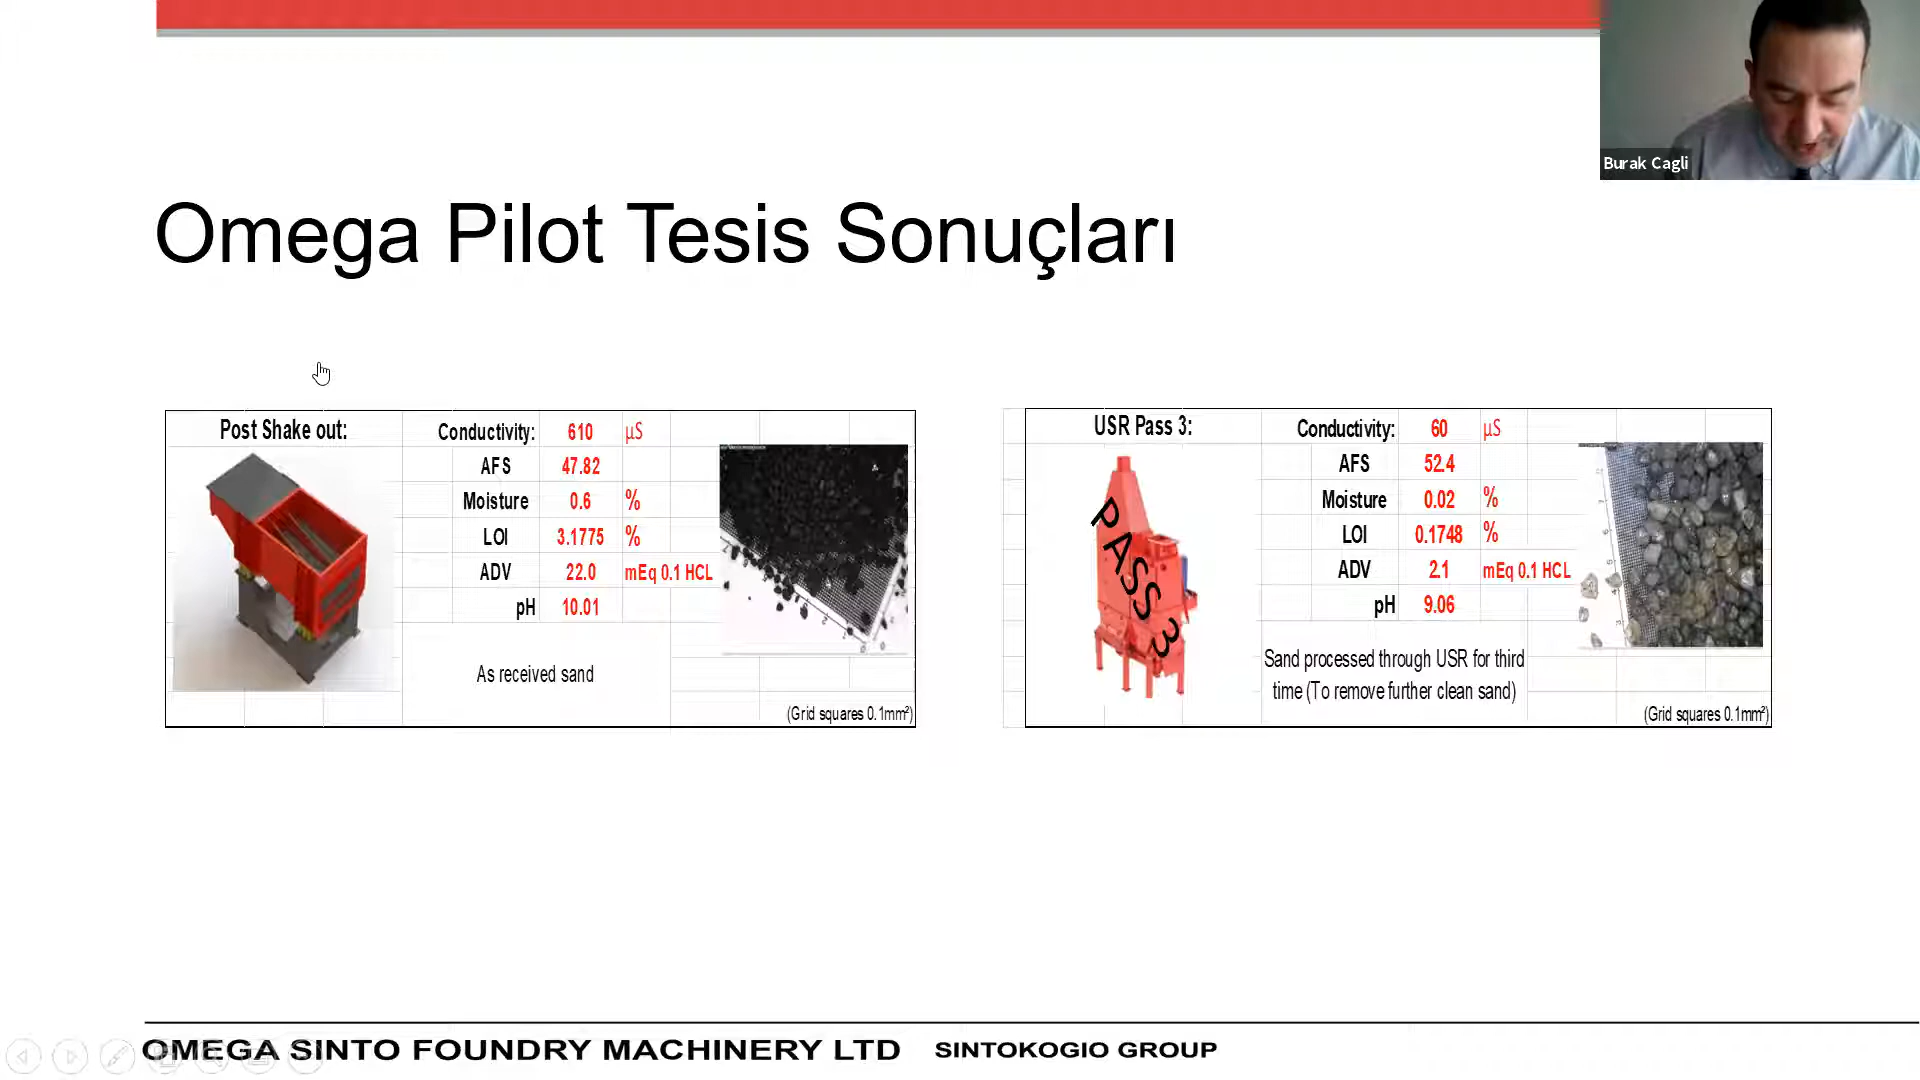 Burak Cagli
Omega Pilot Tesis Sonuçları
Post Shake out:
Conductivity: 610 µS
AFS 47.82
Moisture 0.6 %
LOI 3.1775 %
ADV 22.0 mEq 0.1 HCL
pH 10.01
As received sand
(Grid squares 0.1mm²)
USR Pass 3:
Conductivity: 60 µS
AFS 52.4
Moisture 0.02 %
LOI 0.1748 %
ADV 2.1 mEq 0.1 HCL
pH 9.06
PASS 3
Sand processed through USR for third
time (To remove further clean sand)
(Grid squares 0.1mm²)
OMEGA SINTO FOUNDRY MACHINERY LTD SINTOKOGIO GROUP